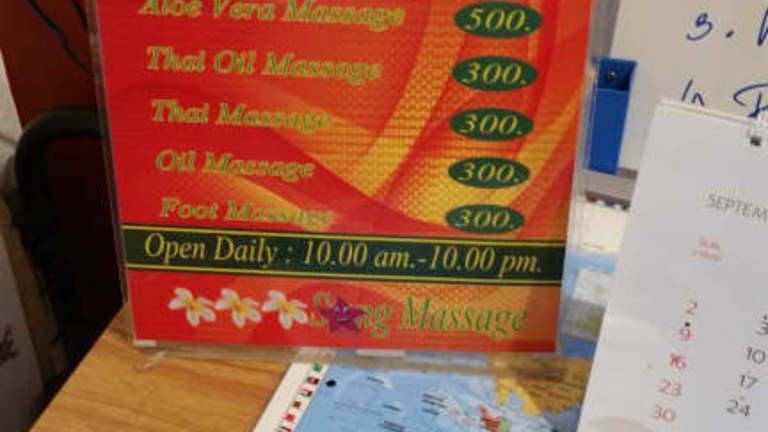 Aloe Vera Massage 500.
Thai Oil Massage 300.
Thai Massage 300.
Oil Massage 300.
Foot Massage 300.
Open Daily : 10.00 am.-10.00 pm.
Massage
3.
SEPTEM
2 3
9 10
16 17
23 24
30